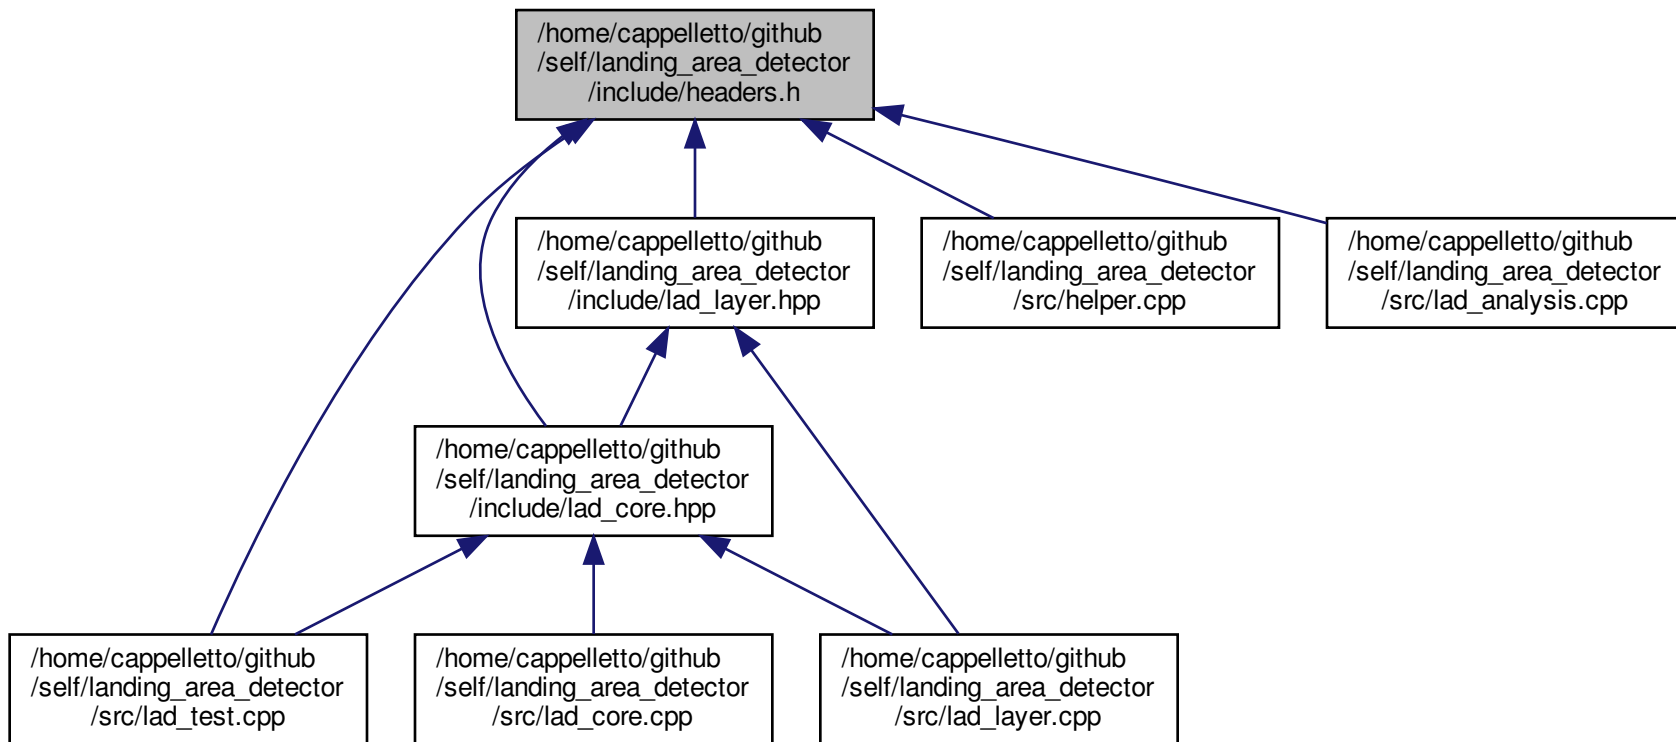 /home/cappelletto/github
/self/landing_area_detector
/include/headers.h
/home/cappelletto/github
/self/landing_area_detector
/include/lad_layer.hpp
/home/cappelletto/github
/self/landing_area_detector
/src/helper.cpp
/home/cappelletto/github
/self/landing_area_detector
/src/lad_analysis.cpp
/home/cappelletto/github
/self/landing_area_detector
/include/lad_core.hpp
/home/cappelletto/github
/self/landing_area_detector
/src/lad_test.cpp
/home/cappelletto/github
/self/landing_area_detector
/src/lad_core.cpp
/home/cappelletto/github
/self/landing_area_detector
/src/lad_layer.cpp